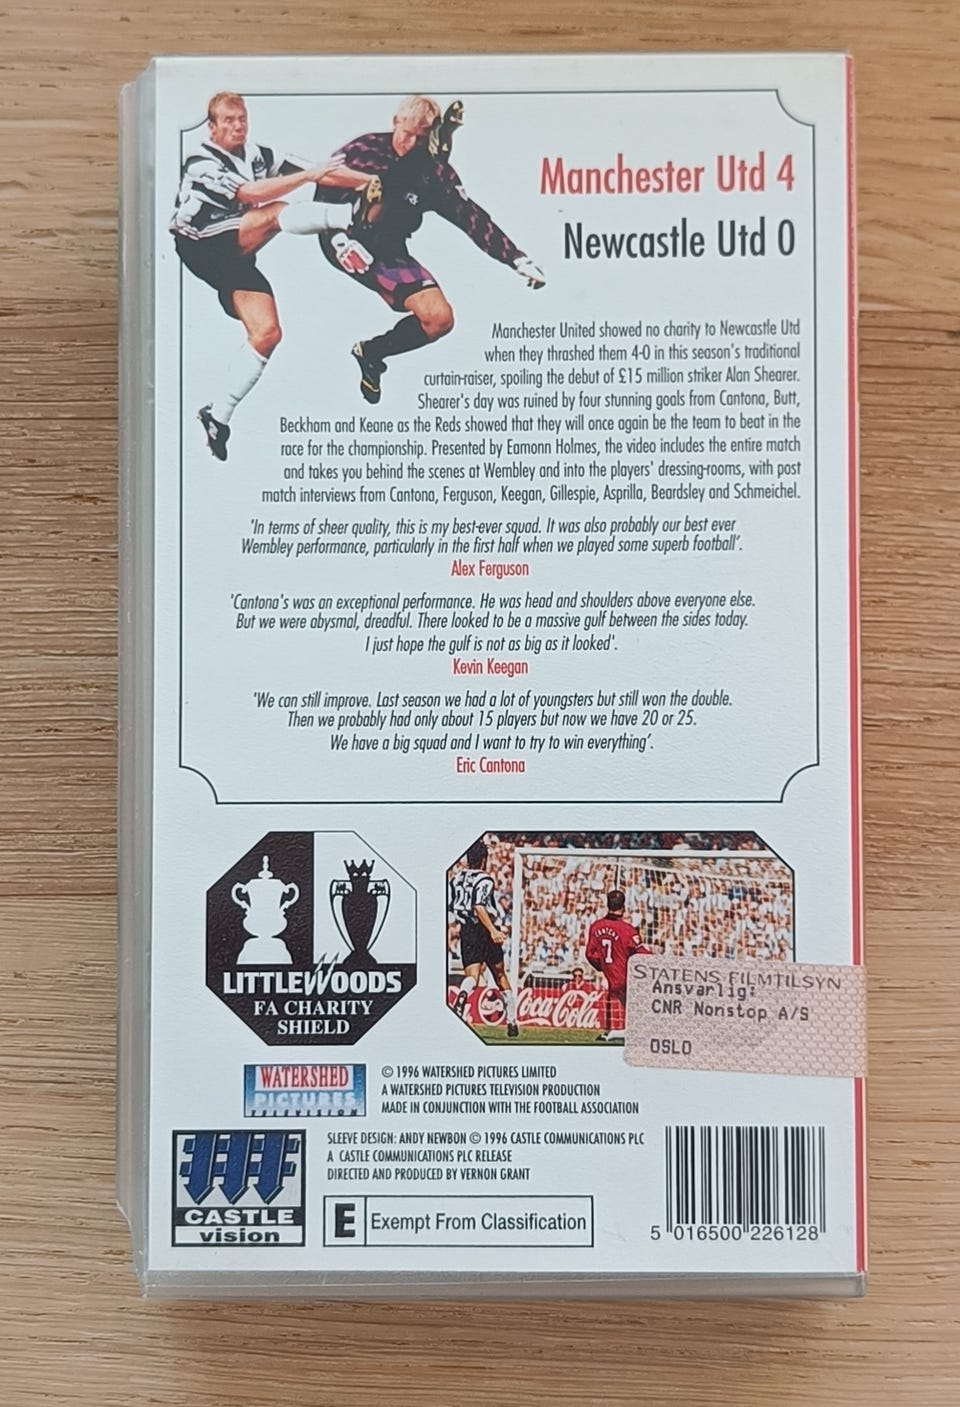 Manchester Utd 4
Newcastle Utd 0
Manchester United showed no charity to Newcastle Utd
when they thrashed them 4-0 in this season's traditional
curtain-raiser, spoiling the debut of £15 million striker Alan Shearer.
Shearer's day was ruined by four stunning goals from Cantona, Butt,
Beckham and Keane as the Reds showed that they will once again be the team to beat in the
race for the championship. Presented by Eamonn Holmes, the video includes the entire match
and takes you behind the scenes at Wembley and into the players' dressing-rooms, with post
match interviews from Cantona, Ferguson, Keegan, Gillespie, Asprilla, Beardsley and Schmeichel.
'In terms of sheer quality, this is my best-ever squad. It was also probably our best ever
Wembley performance, particularly in the first half when we played some superb football'.
Alex Ferguson
'Cantona's was an exceptional performance. He was head and shoulders above everyone else.
But we were abysmal, dreadful. There looked to be a massive gulf between the sides today.
I just hope the gulf is not as big as it looked'.
Kevin Keegan
'We can still improve. Last season we had a lot of youngsters but still won the double.
Then we probably had only about 15 players but now we have 20 or 25.
We have a big squad and I want to try to win everything'.
Eric Cantona
LITTLEWOODS
FA CHARITY
SHIELD
CANTONA
7
Coca-Cola
STATENS FILMTILSYN
Ansvarlig:
CNR Nonstop A/S
OSLO
WATERSHED
PICTURES
TELEVISION
© 1996 WATERSHED PICTURES LIMITED
A WATERSHED PICTURES TELEVISION PRODUCTION
MADE IN CONJUNCTION WITH THE FOOTBALL ASSOCIATION
CASTLE
vision
SLEEVE DESIGN: ANDY NEWBON © 1996 CASTLE COMMUNICATIONS PLC
A CASTLE COMMUNICATIONS PLC RELEASE
DIRECTED AND PRODUCED BY VERNON GRANT
E Exempt From Classification
5 016500 226128